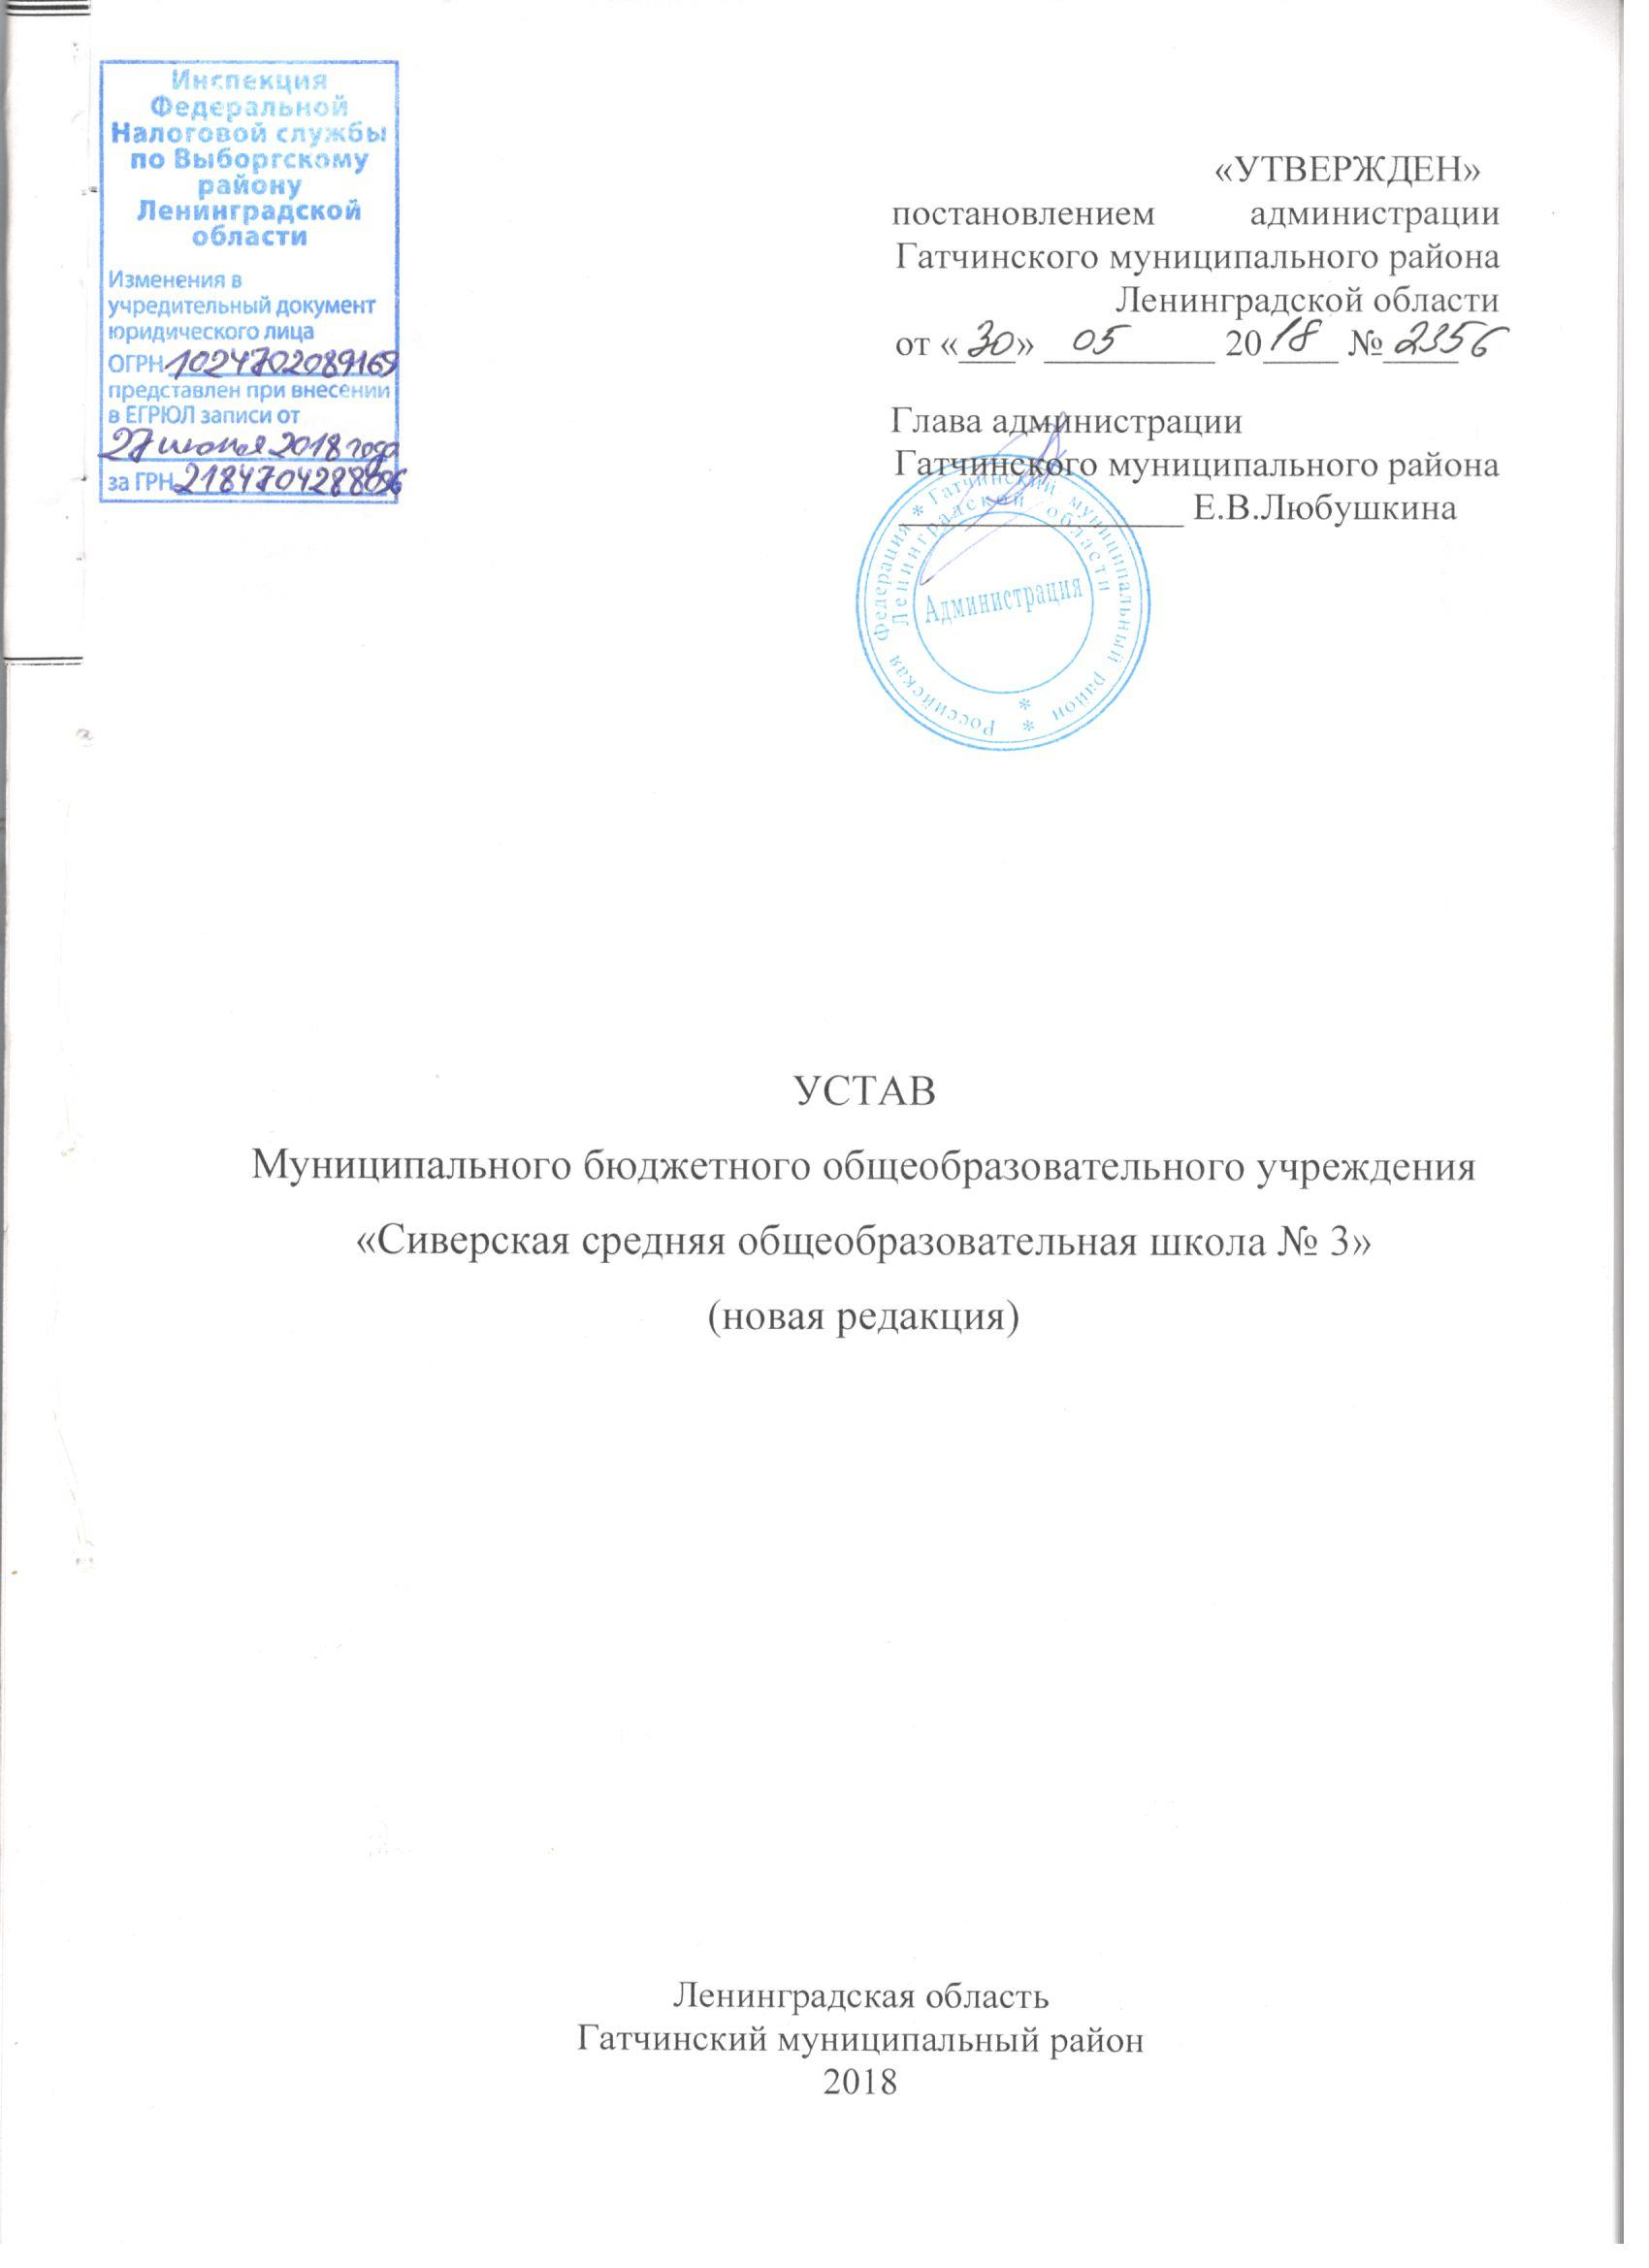 Инспекция
Федеральной
Налоговой службы
по Выборгскому
району
Ленинградской
области
Изменения в
учредительный документ
юридического лица
ОГРН 1024702089169
представлен при внесении
в ЕГРЮЛ записи от
27 июня 2018 года
за ГРН 2184704288086
«УТВЕРЖДЕН»
постановлением администрации
Гатчинского муниципального района
Ленинградской области
от «30» 05 2018 № 2356
Глава администрации
Гатчинского муниципального района
Е.В.Любушкина
Российская Федерация * Гатчинский муниципальный район *
Ленинградской области *
Администрация
УСТАВ
Муниципального бюджетного общеобразовательного учреждения
«Сиверская средняя общеобразовательная школа № 3»
(новая редакция)
Ленинградская область
Гатчинский муниципальный район
2018